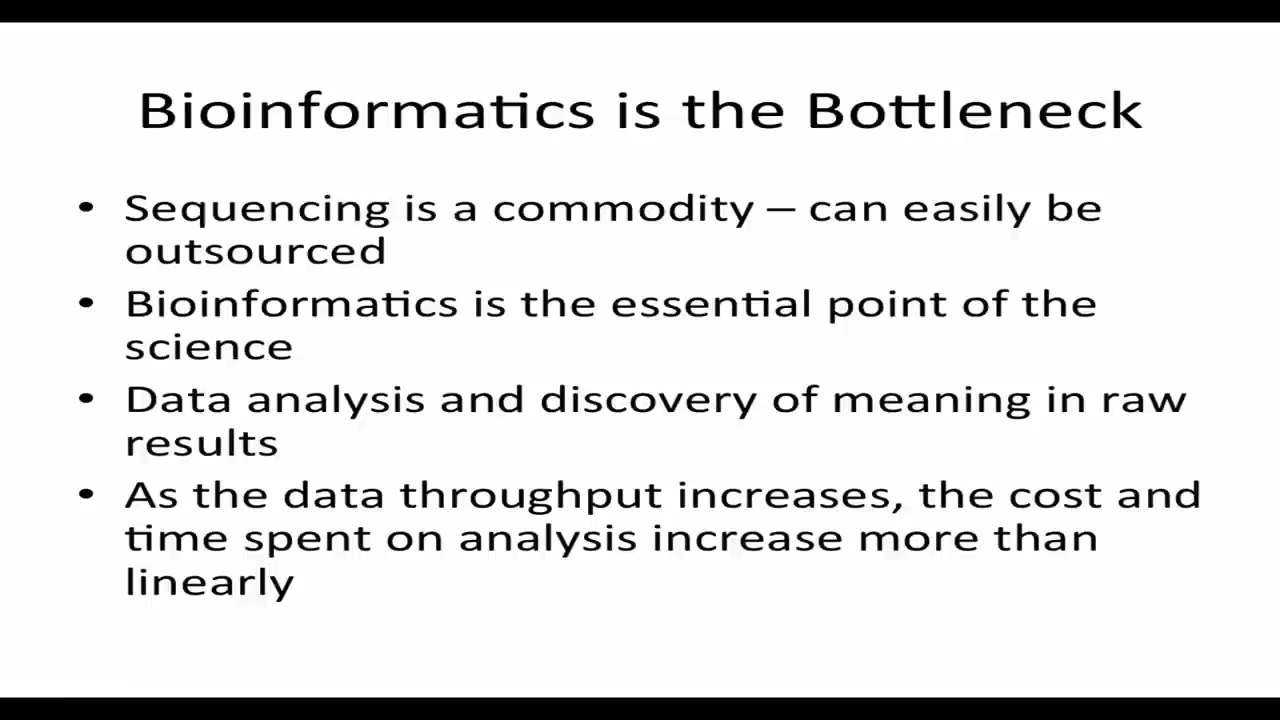 Bioinformatics is the Bottleneck
• Sequencing is a commodity – can easily be
outsourced
• Bioinformatics is the essential point of the
science
• Data analysis and discovery of meaning in raw
results
• As the data throughput increases, the cost and
time spent on analysis increase more than
linearly